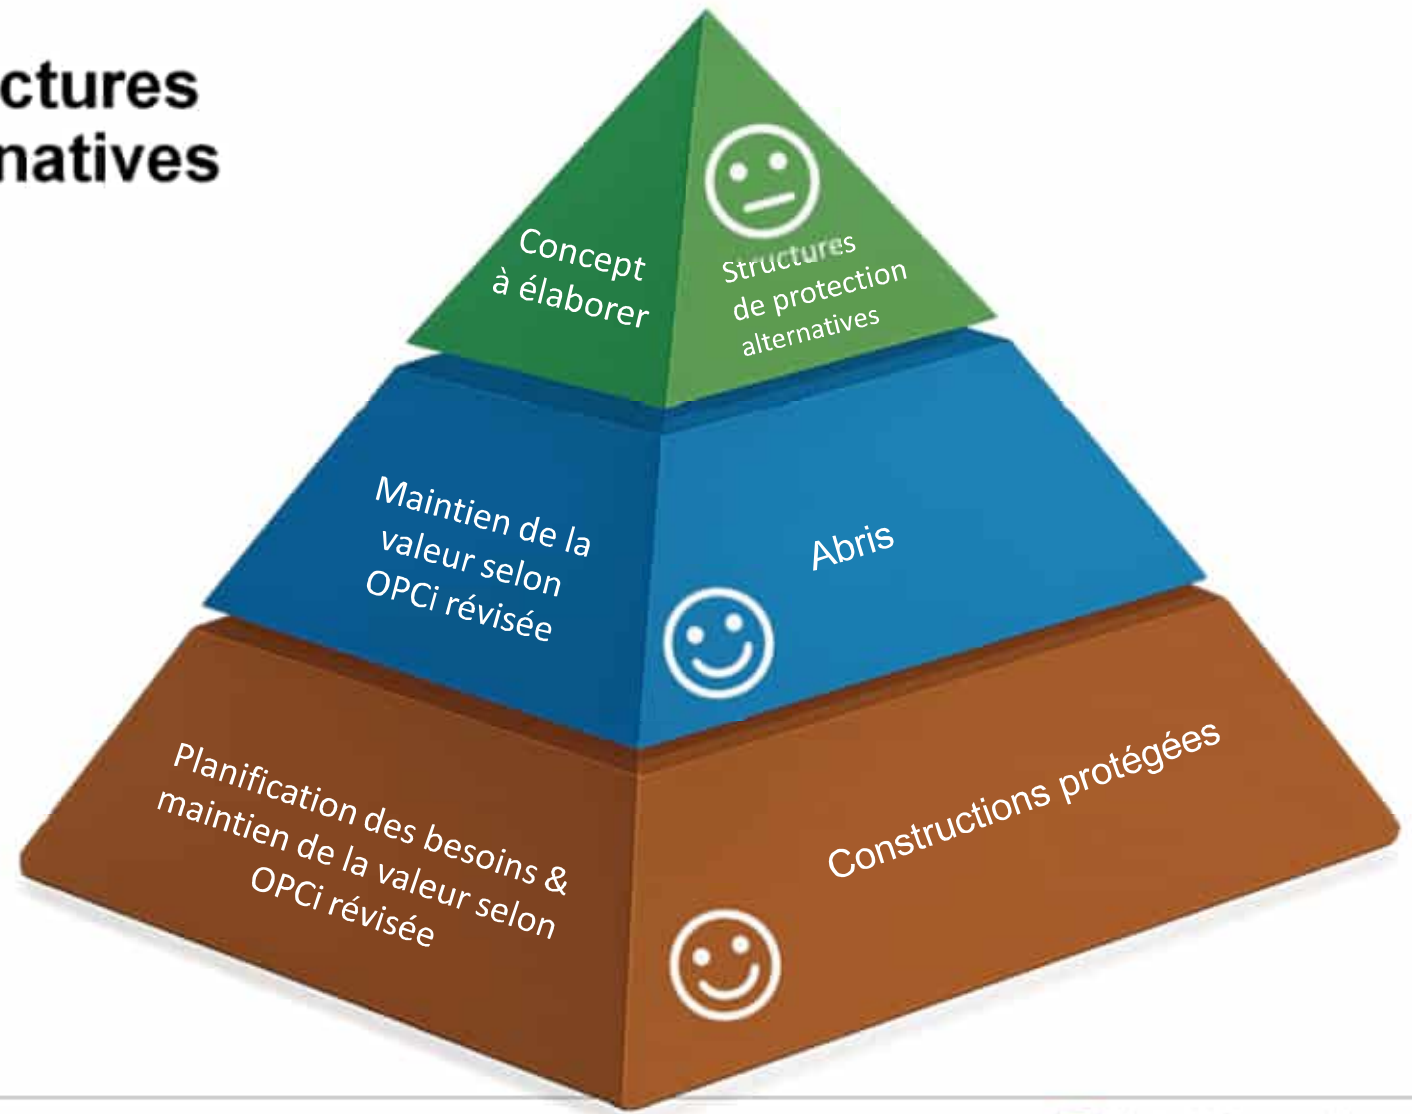 ctures
natives
Concept
à élaborer
Structures
de protection
alternatives
Maintien de la
valeur selon
OPCi révisée
Abris
Planification des besoins &
maintien de la valeur selon
OPCi révisée
Constructions protégées